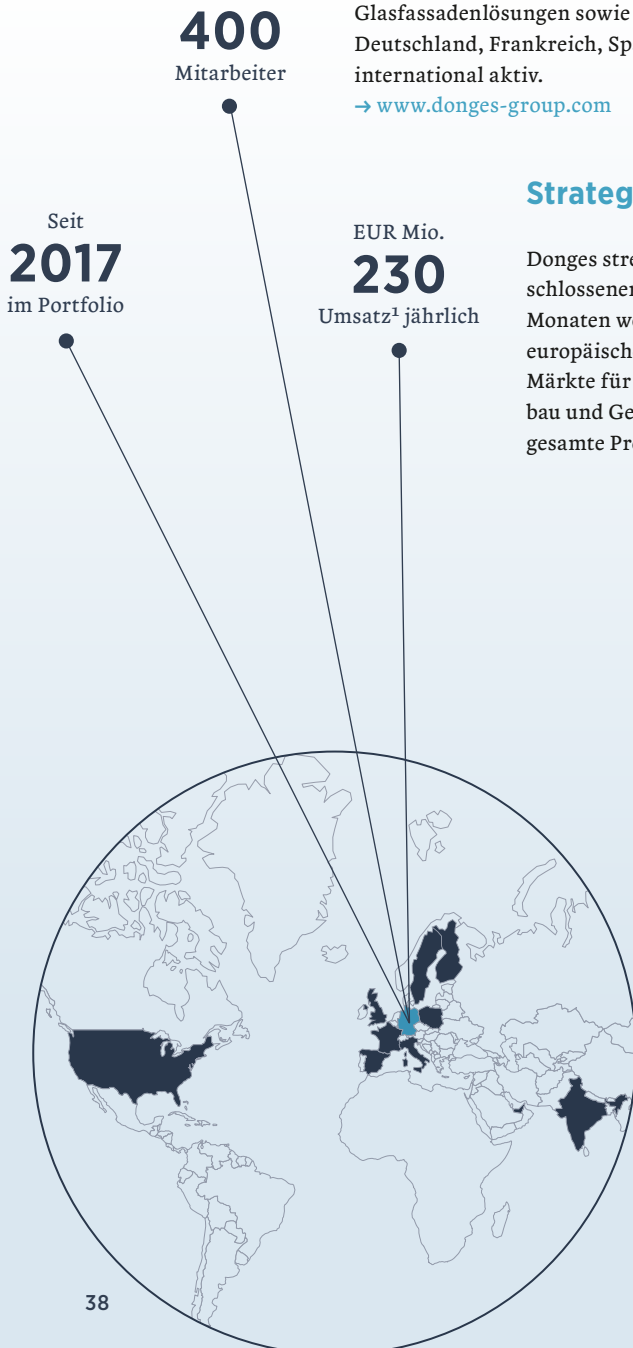 400
Mitarbeiter
Glasfassadenlösungen sowie
Deutschland, Frankreich, Sp
international aktiv.
→ www.donges-group.com
Seit
2017
im Portfolio
EUR Mio.
230
Umsatz¹ jährlich
Strateg
Donges stre
schlossener
Monaten we
europäisch
Märkte für
bau und Ge
gesamte Pr
38